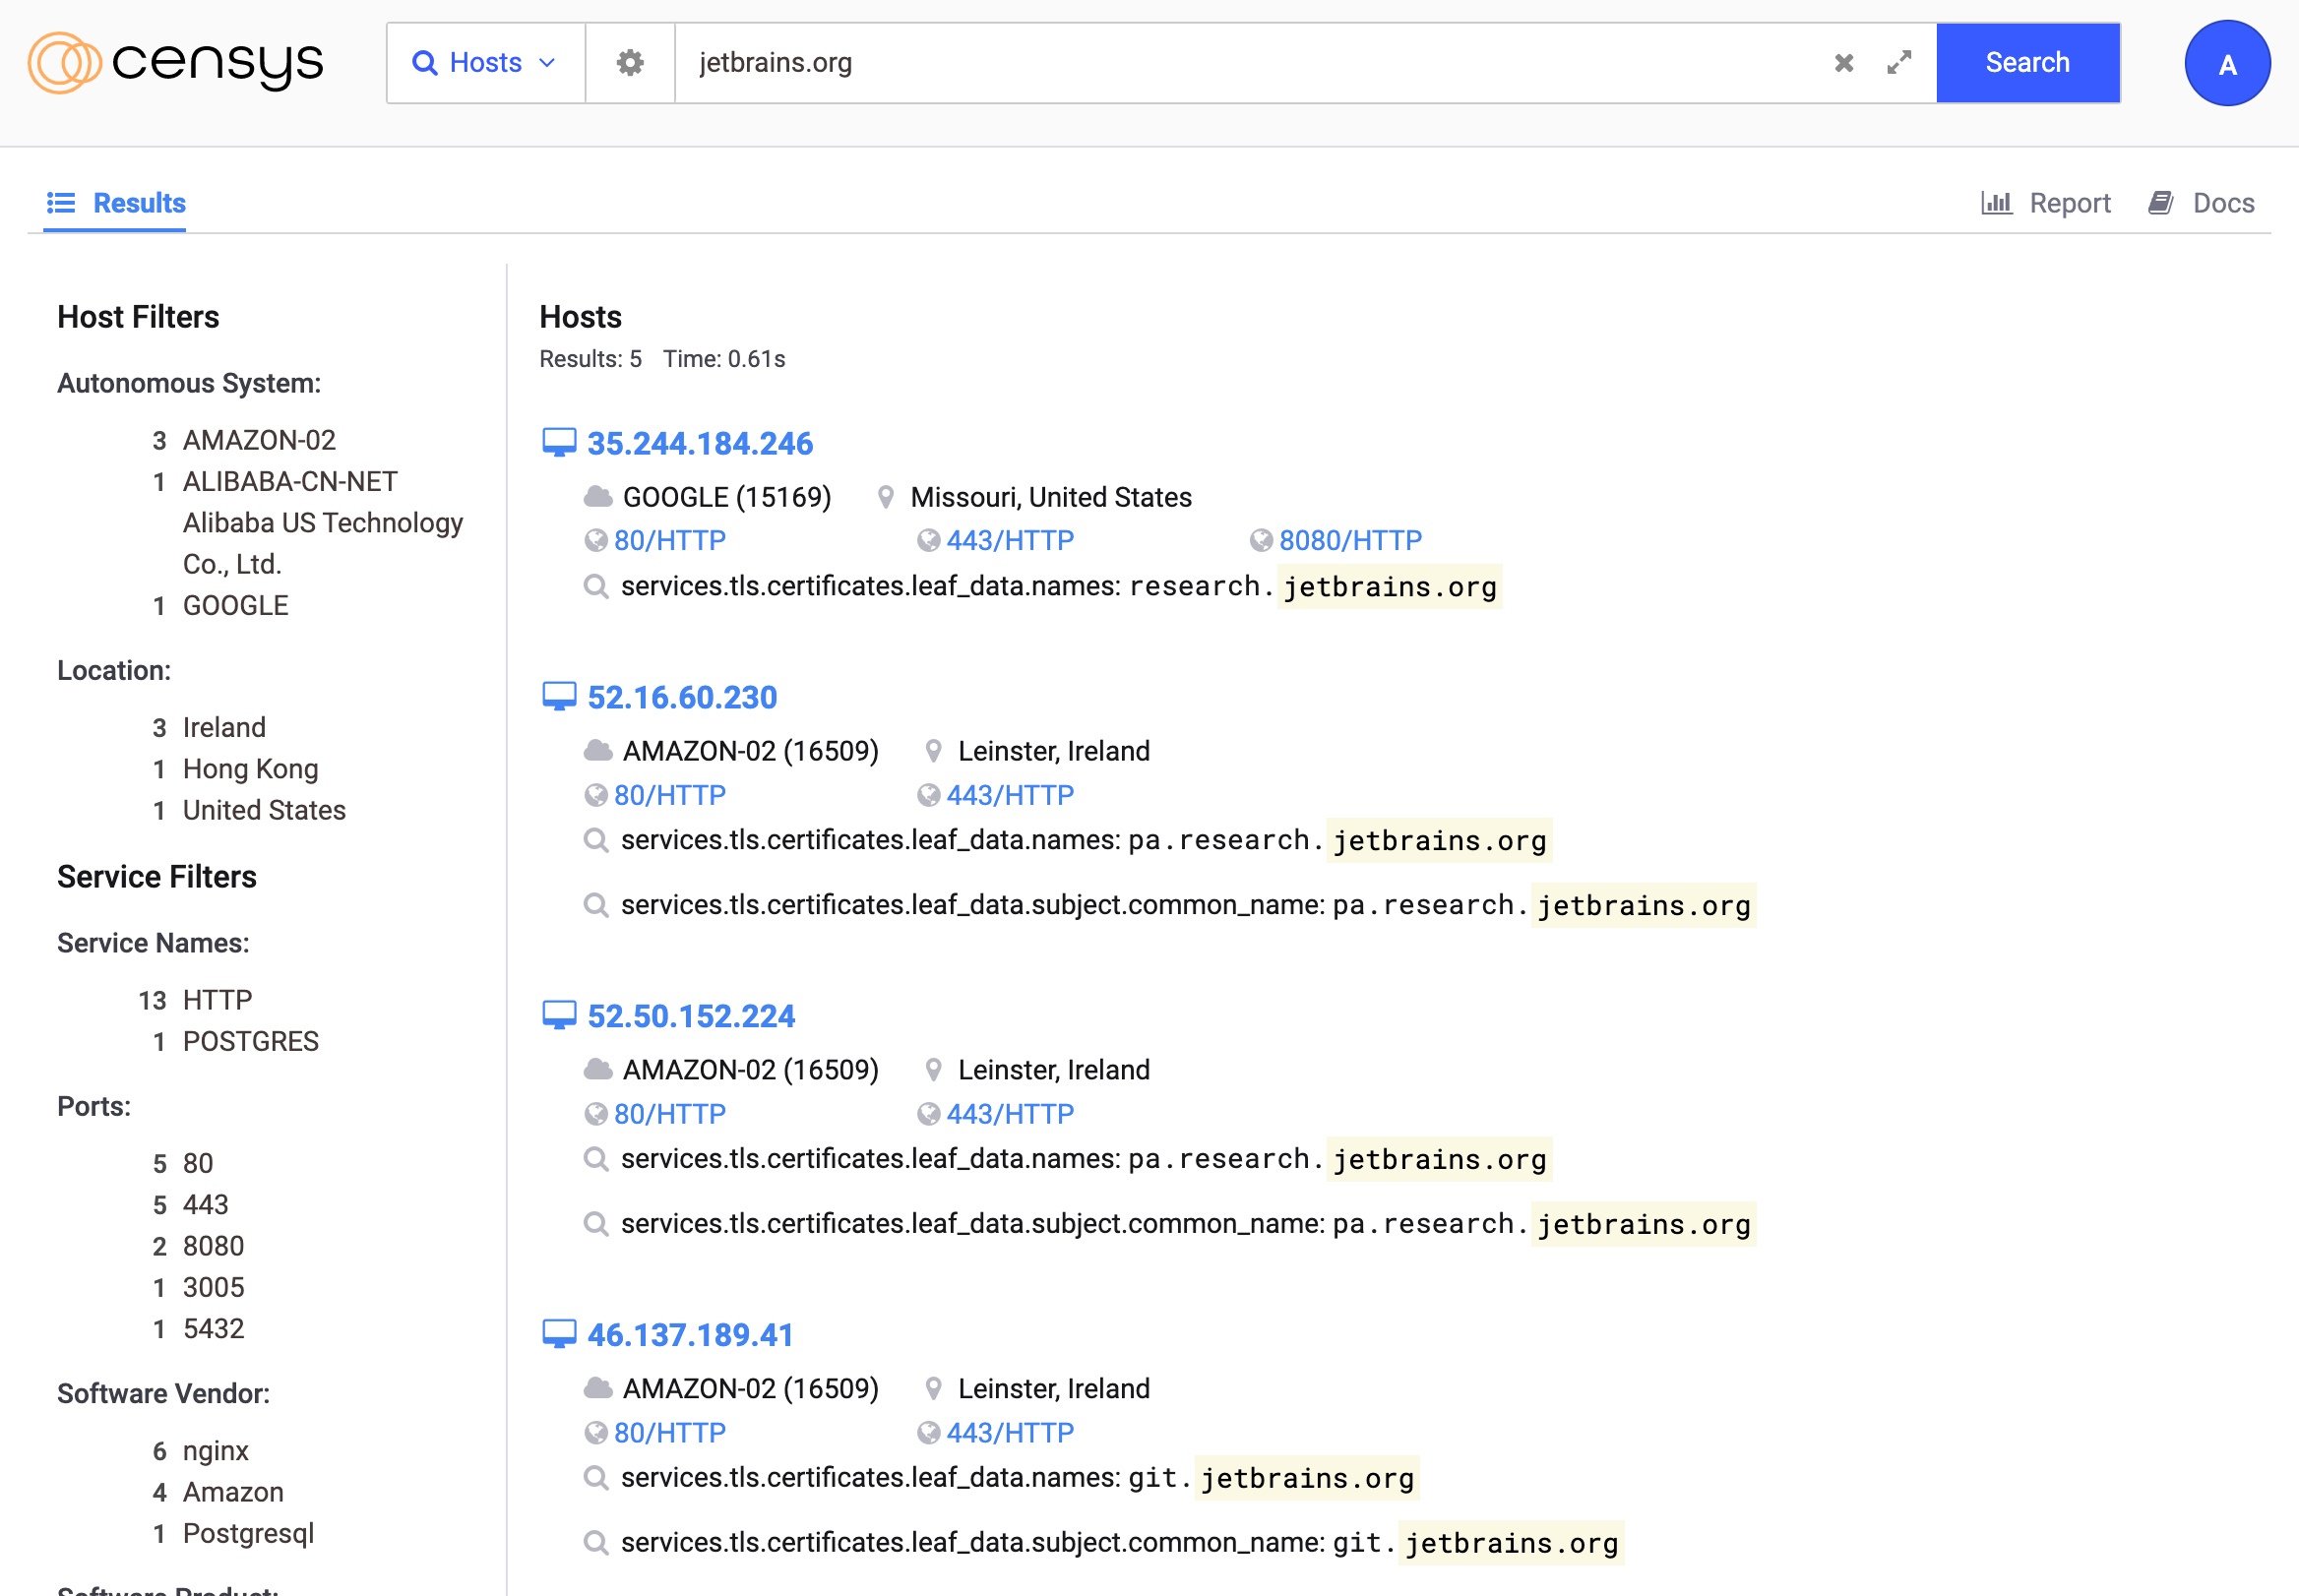 censys
Hosts
jetbrains.org
Search
A
Results
Report
Docs
Host Filters
Autonomous System:
3 AMAZON-02
1 ALIBABA-CN-NET
Alibaba US Technology
Co., Ltd.
1 GOOGLE
Location:
3 Ireland
1 Hong Kong
1 United States
Service Filters
Service Names:
13 HTTP
1 POSTGRES
Ports:
5 80
5 443
2 8080
1 3005
1 5432
Software Vendor:
6 nginx
4 Amazon
1 Postgresql
Software Product:
Hosts
Results: 5 Time: 0.61s
35.244.184.246
GOOGLE (15169) Missouri, United States
80/HTTP 443/HTTP 8080/HTTP
services.tls.certificates.leaf_data.names: research.jetbrains.org
52.16.60.230
AMAZON-02 (16509) Leinster, Ireland
80/HTTP 443/HTTP
services.tls.certificates.leaf_data.names: pa.research.jetbrains.org
services.tls.certificates.leaf_data.subject.common_name: pa.research.jetbrains.org
52.50.152.224
AMAZON-02 (16509) Leinster, Ireland
80/HTTP 443/HTTP
services.tls.certificates.leaf_data.names: pa.research.jetbrains.org
services.tls.certificates.leaf_data.subject.common_name: pa.research.jetbrains.org
46.137.189.41
AMAZON-02 (16509) Leinster, Ireland
80/HTTP 443/HTTP
services.tls.certificates.leaf_data.names: git.jetbrains.org
services.tls.certificates.leaf_data.subject.common_name: git.jetbrains.org